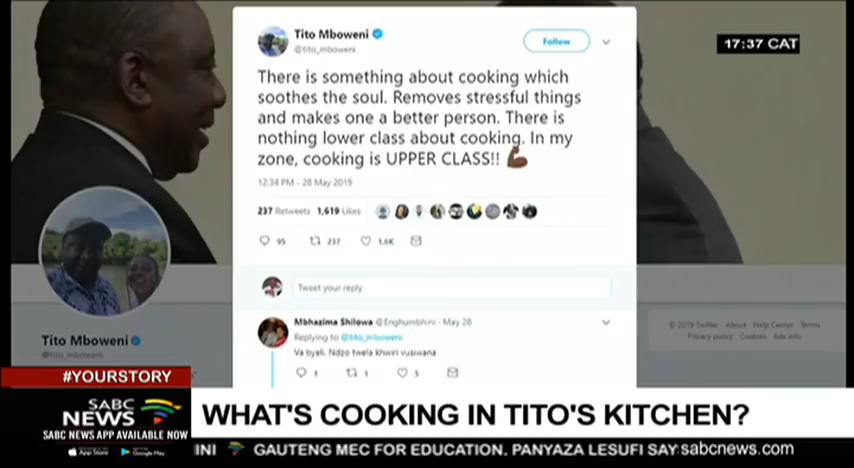 Tito Mboweni
@tito_mboweni
Follow
17:37 CAT
There is something about cooking which
soothes the soul. Removes stressful things
and makes one a better person. There is
nothing lower class about cooking. In my
zone, cooking is UPPER CLASS!! 💪🏿
12:34 PM - 28 May 2019
237 Retweets 1,619 Likes
95 237 1.6K
Tweet your reply
Mbhazima Shilowa @Enghumbhini · May 28
Replying to @tito_mboweni
Va byeli. Ndzo twela khwiri vusiwana
1 1 3
Tito Mboweni
@tito_mboweni
© 2019 Twitter About Help Center Terms
Privacy policy Cookies Ads info
#YOURSTORY
SABC
NEWS
SABC NEWS APP AVAILABLE NOW
App Store Google Play
WHAT'S COOKING IN TITO'S KITCHEN?
INI GAUTENG MEC FOR EDUCATION, PANYAZA LESUFI SAY sabcnews.com